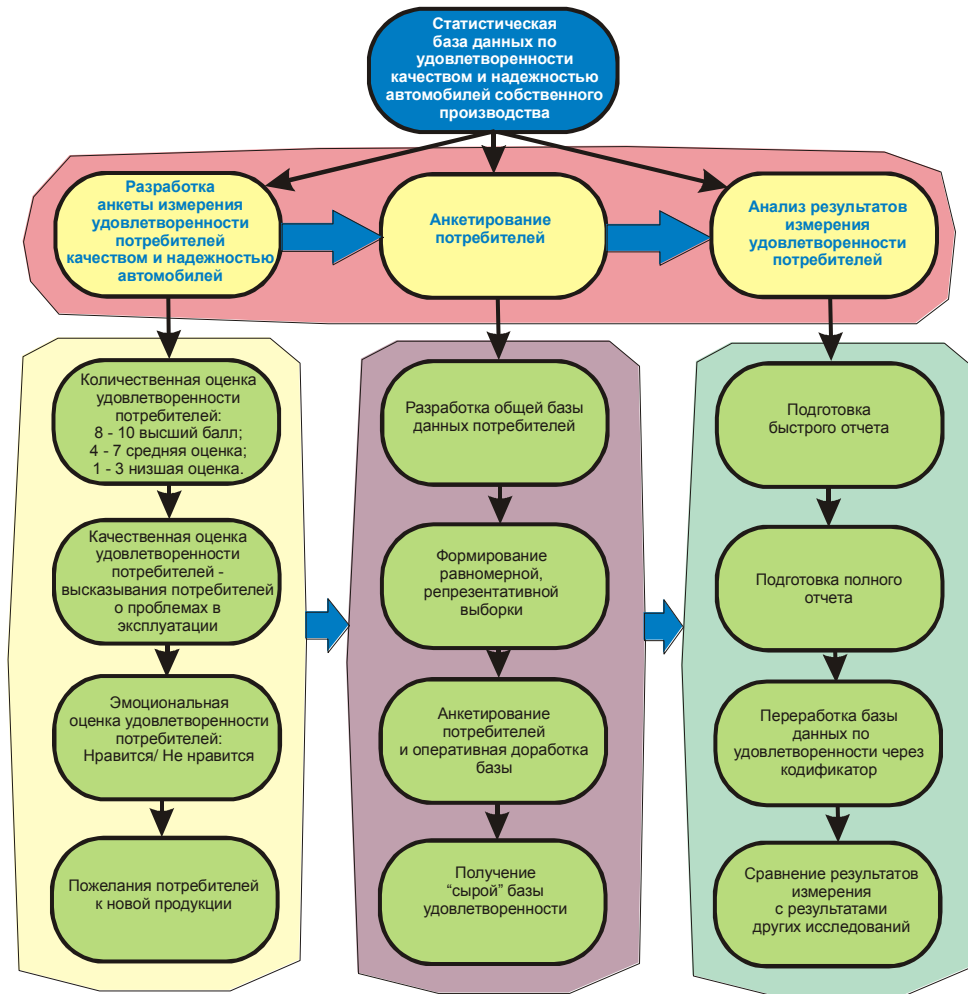 Статистическая
база данных по
удовлетворенности
качеством и надежностью
автомобилей собственного
производства
Разработка
анкеты измерения
удовлетворенности
потребителей
качеством и надежностью
автомобилей
Анкетирование
потребителей
Анализ результатов
измерения
удовлетворенности
потребителей
Количественная оценка
удовлетворенности
потребителей:
8 - 10 высший балл;
4 - 7 средняя оценка;
1 - 3 низшая оценка.
Качественная оценка
удовлетворенности
потребителей -
высказывания потребителей
о проблемах в
эксплуатации
Эмоциональная
оценка удовлетворенности
потребителей:
Нравится/ Не нравится
Пожелания потребителей
к новой продукции
Разработка общей базы
данных потребителей
Формирование
равномерной,
репрезентативной
выборки
Анкетирование
потребителей
и оперативная доработка
базы
Получение
“сырой” базы
удовлетворенности
Подготовка
быстрого отчета
Подготовка полного
отчета
Переработка базы
данных по
удовлетворенности через
кодификатор
Сравнение результатов
измерения
с результатами
других исследований